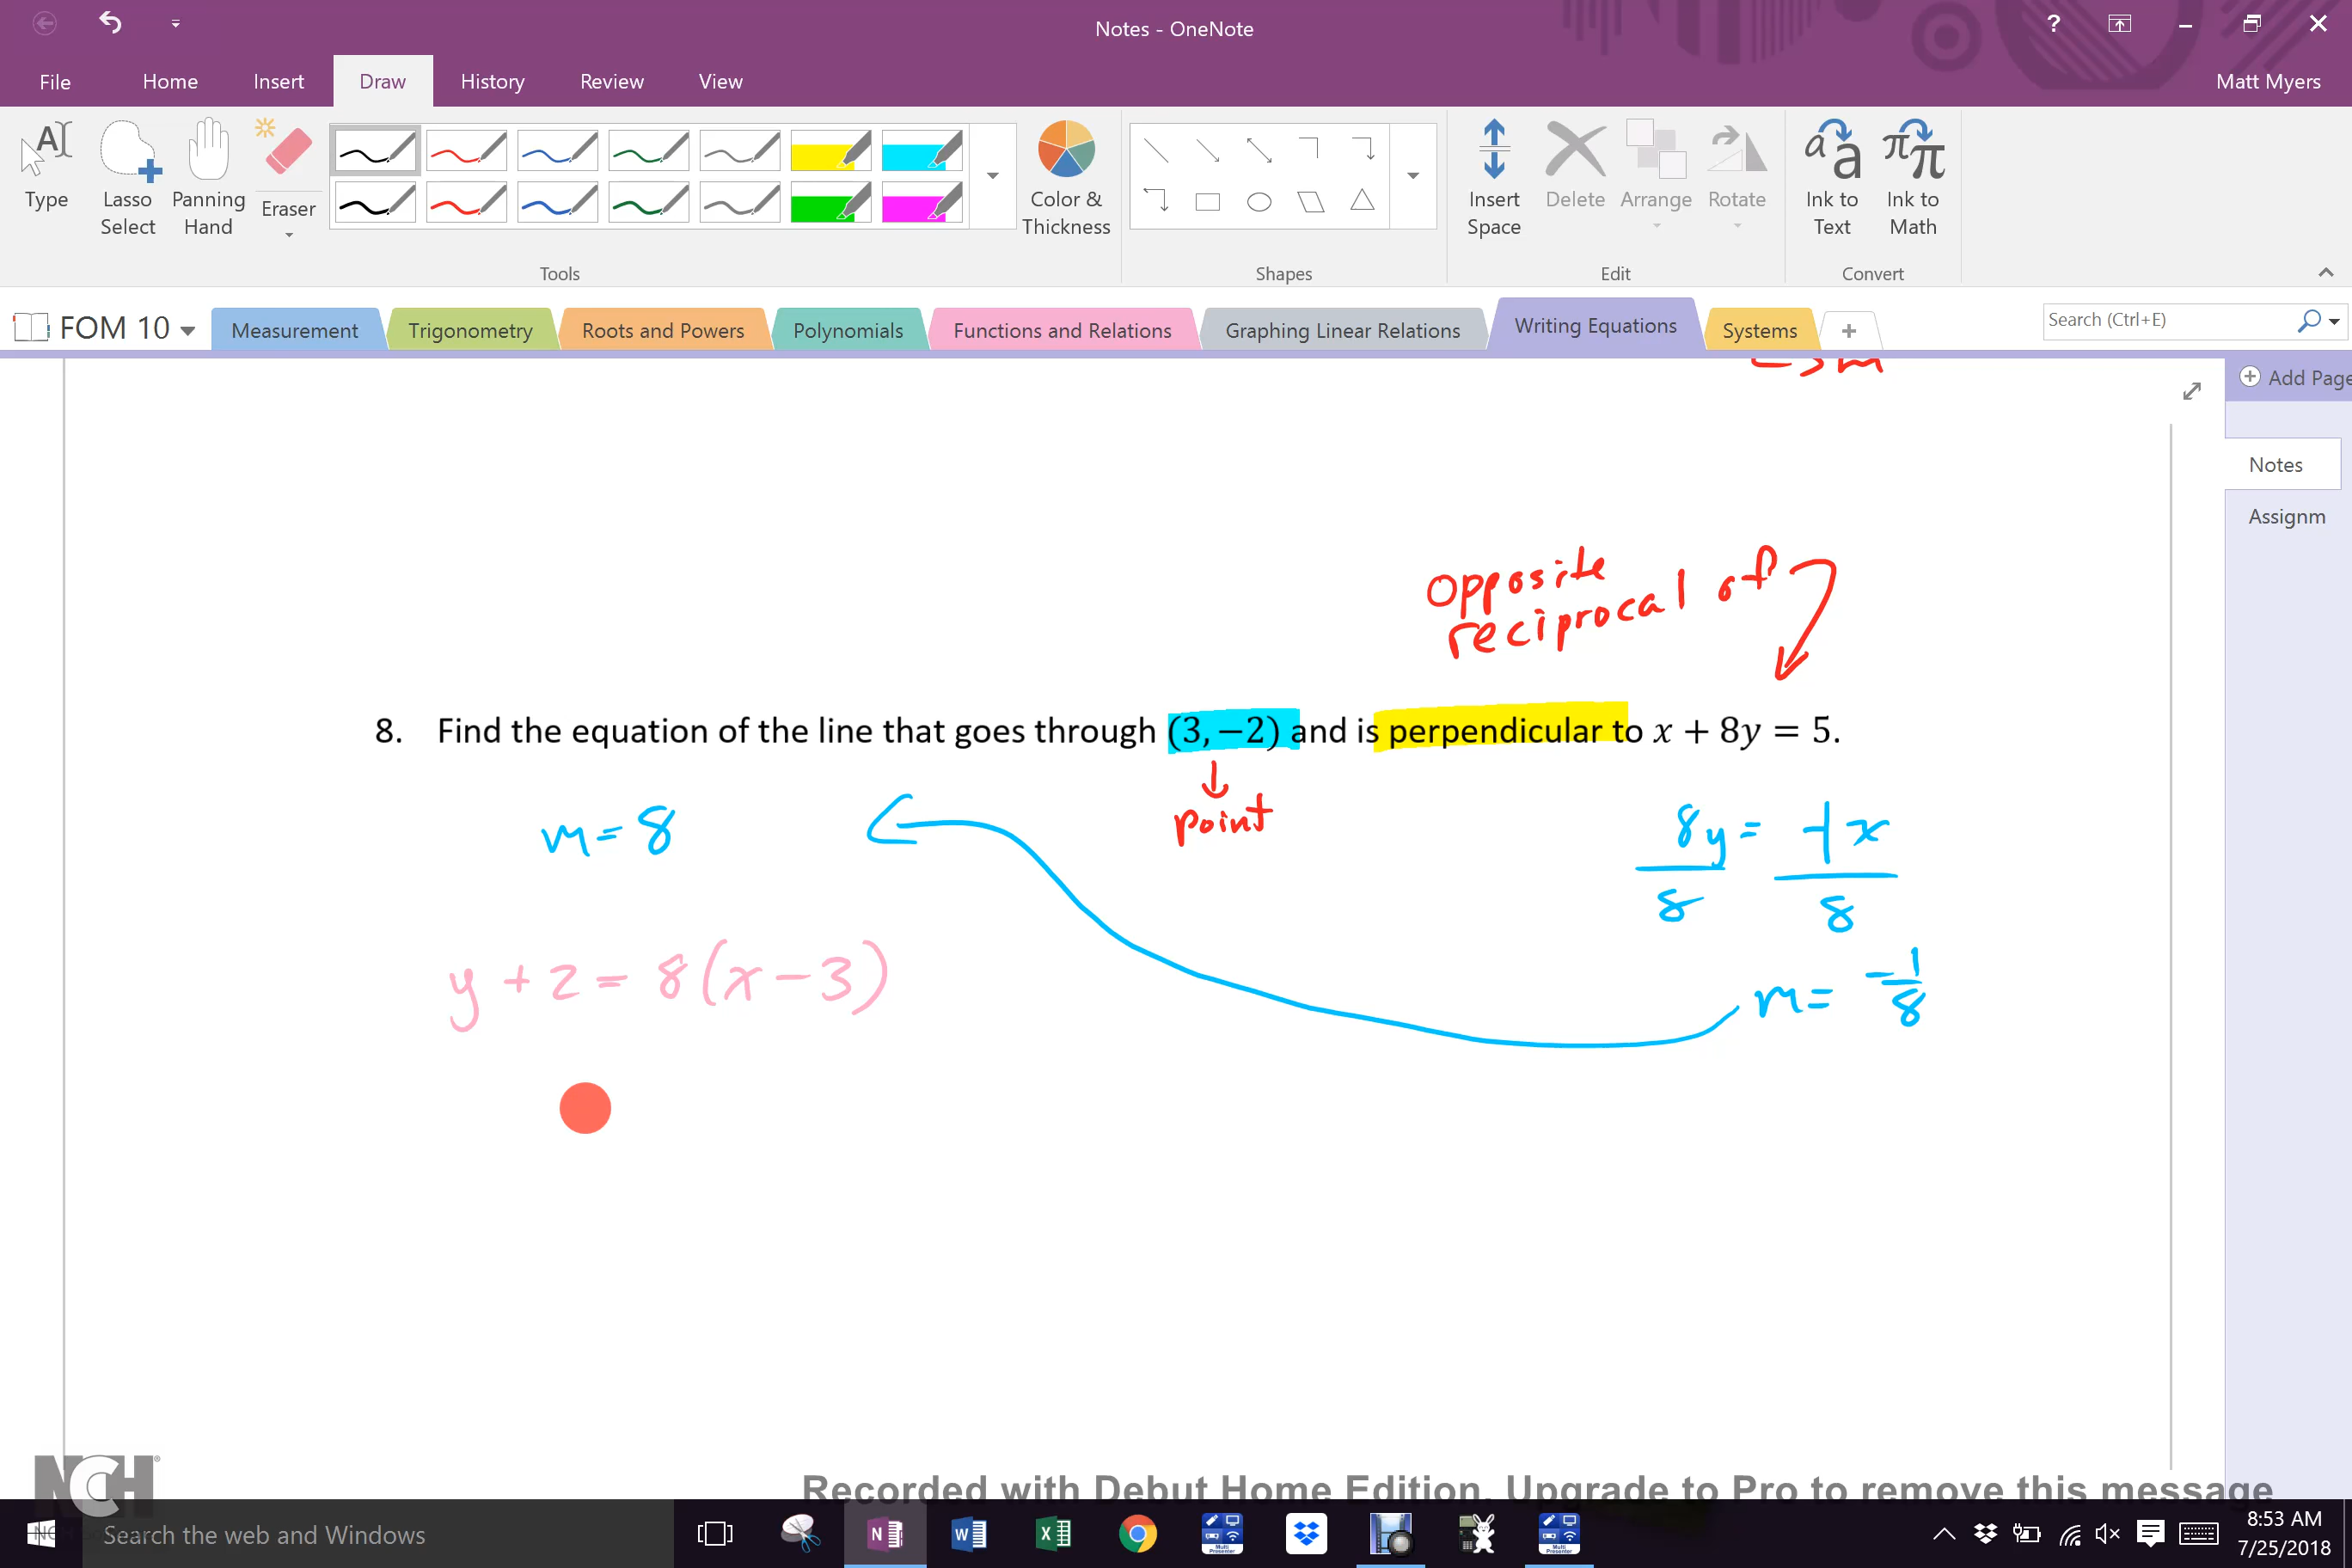 Notes - OneNote
?
File Home Insert Draw History Review View
Matt Myers
Type
Lasso Select
Panning Hand
Eraser
Color & Thickness
Insert Space
Delete
Arrange
Rotate
Ink to Text
Ink to Math
Tools
Shapes
Edit
Convert
FOM 10
Measurement
Trigonometry
Roots and Powers
Polynomials
Functions and Relations
Graphing Linear Relations
Writing Equations
Systems
Search (Ctrl+E)
Add Page
Notes
Assignm
opposite
reciprocal of
8. Find the equation of the line that goes through (3, −2) and is perpendicular to x + 8y = 5.
point
m = 8
8y = -1x
8 8
m = -1/8
y + 2 = 8(x - 3)
NCH
Recorded with Debut Home Edition. Upgrade to Pro to remove this message
Search the web and Windows
8:53 AM
7/25/2018